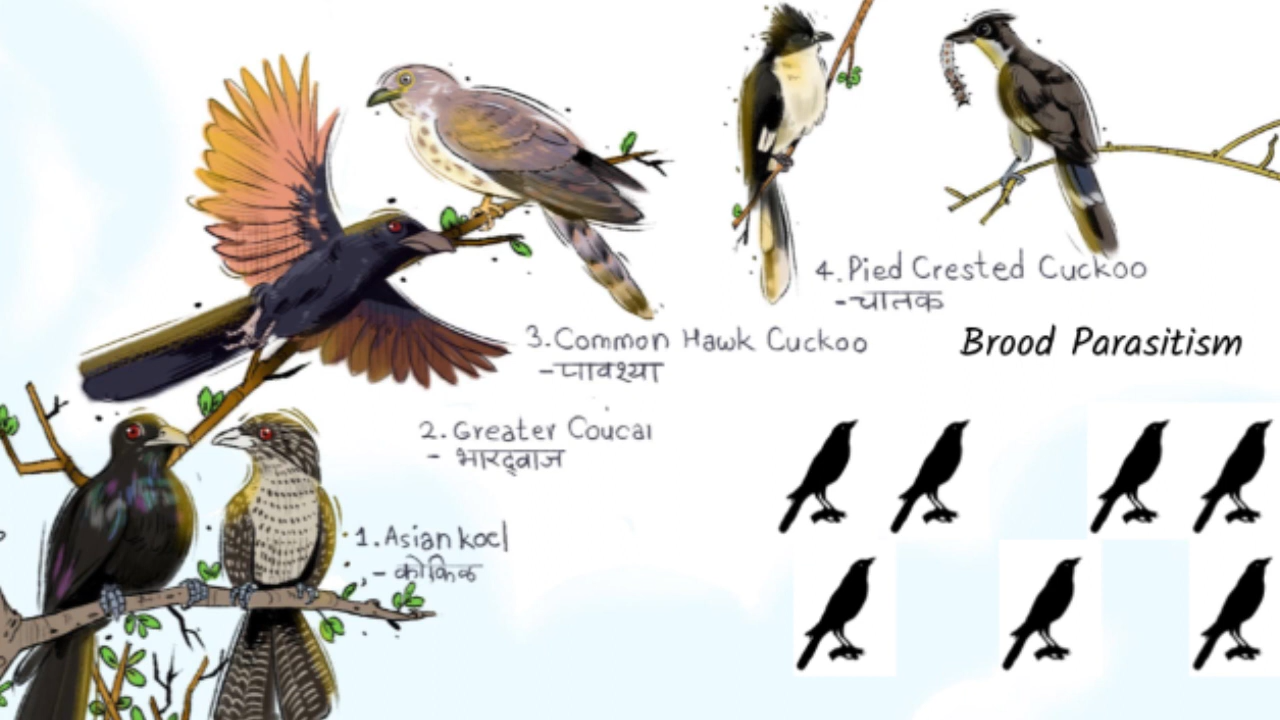 4. Pied Crested Cuckoo
- चातक
Brood Parasitism
3. Common Hawk Cuckoo
- पावश्या
2. Greater Coucal
- भारद्वाज
1. Asian koel
- कोकिळ